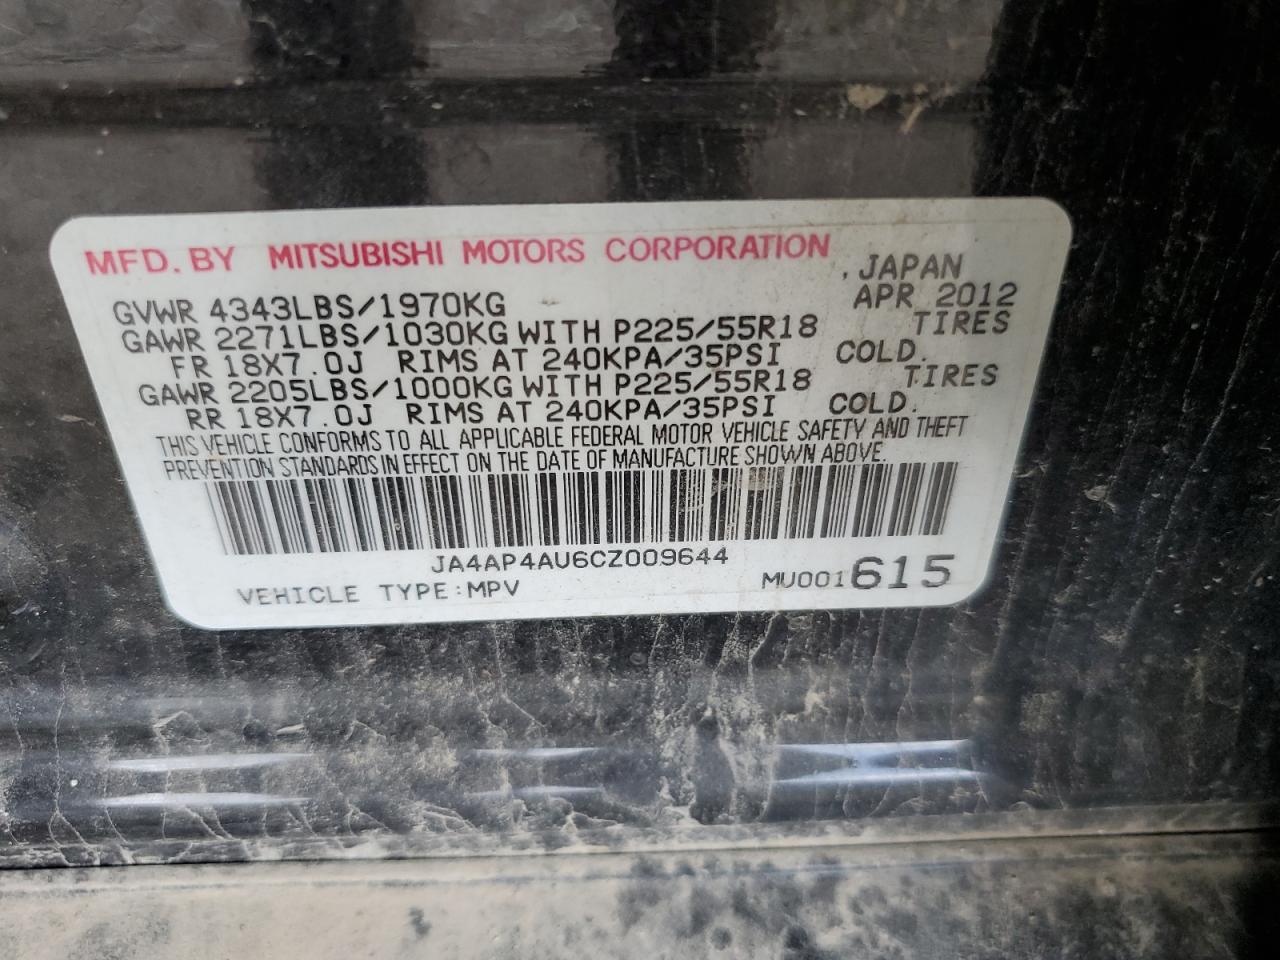 MFD. BY MITSUBISHI MOTORS CORPORATION , JAPAN
GVWR 4343LBS/1970KG APR 2012
GAWR 2271LBS/1030KG WITH P225/55R18 TIRES
FR 18X7.0J RIMS AT 240KPA/35PSI COLD.
GAWR 2205LBS/1000KG WITH P225/55R18 TIRES
RR 18X7.0J RIMS AT 240KPA/35PSI COLD.
THIS VEHICLE CONFORMS TO ALL APPLICABLE FEDERAL MOTOR VEHICLE SAFETY AND THEFT
PREVENTION STANDARDS IN EFFECT ON THE DATE OF MANUFACTURE SHOWN ABOVE.
JA4AP4AU6CZ009644
VEHICLE TYPE:MPV MU001615